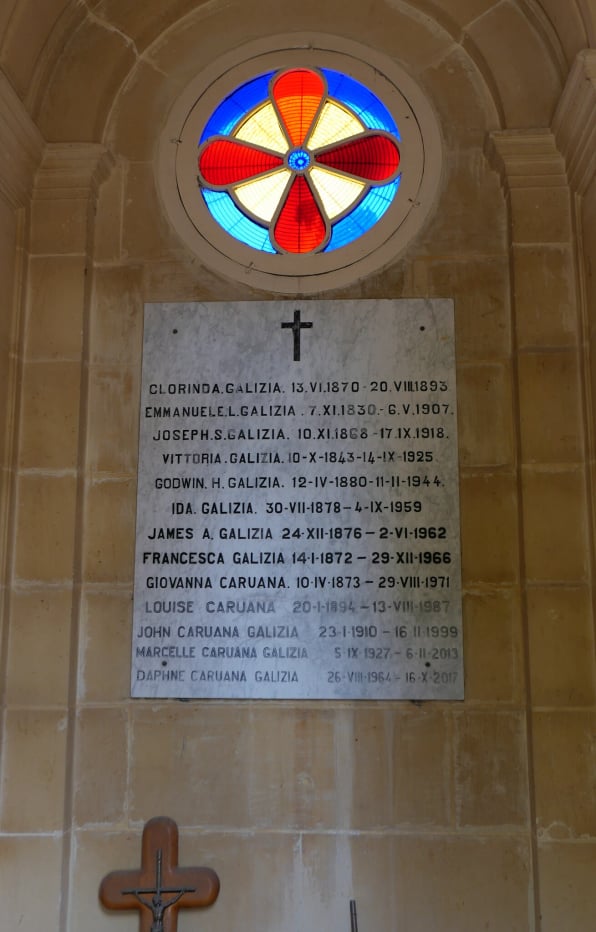 CLORINDA.GALIZIA. 13.VI.1870 - 20.VIII.1893
EMMANUELE.L.GALIZIA . 7.XI.1830.- 6.V.1907.
JOSEPH.S.GALIZIA. 10.XI.1868 -17.IX.1918.
VITTORIA.GALIZIA. 10-X-1843-14-IX-1925.
GODWIN. H. GALIZIA. 12-IV-1880-11-II-1944.
IDA. GALIZIA. 30-VII-1878-4-IX-1959
JAMES A. GALIZIA 24-XII-1876-2-VI-1962
FRANCESCA GALIZIA 14-I-1872 - 29-XII-1966
GIOVANNA CARUANA. 10-IV-1873 - 29-VIII-1971
LOUISE CARUANA 20-I-1894 - 13-VIII-1987
JOHN CARUANA GALIZIA 23-I-1910 - 16-II-1999
MARCELLE CARUANA GALIZIA 5-IX-1927 - 6-II-2013
DAPHNE CARUANA GALIZIA 26-VIII-1964 - 16-X-2017